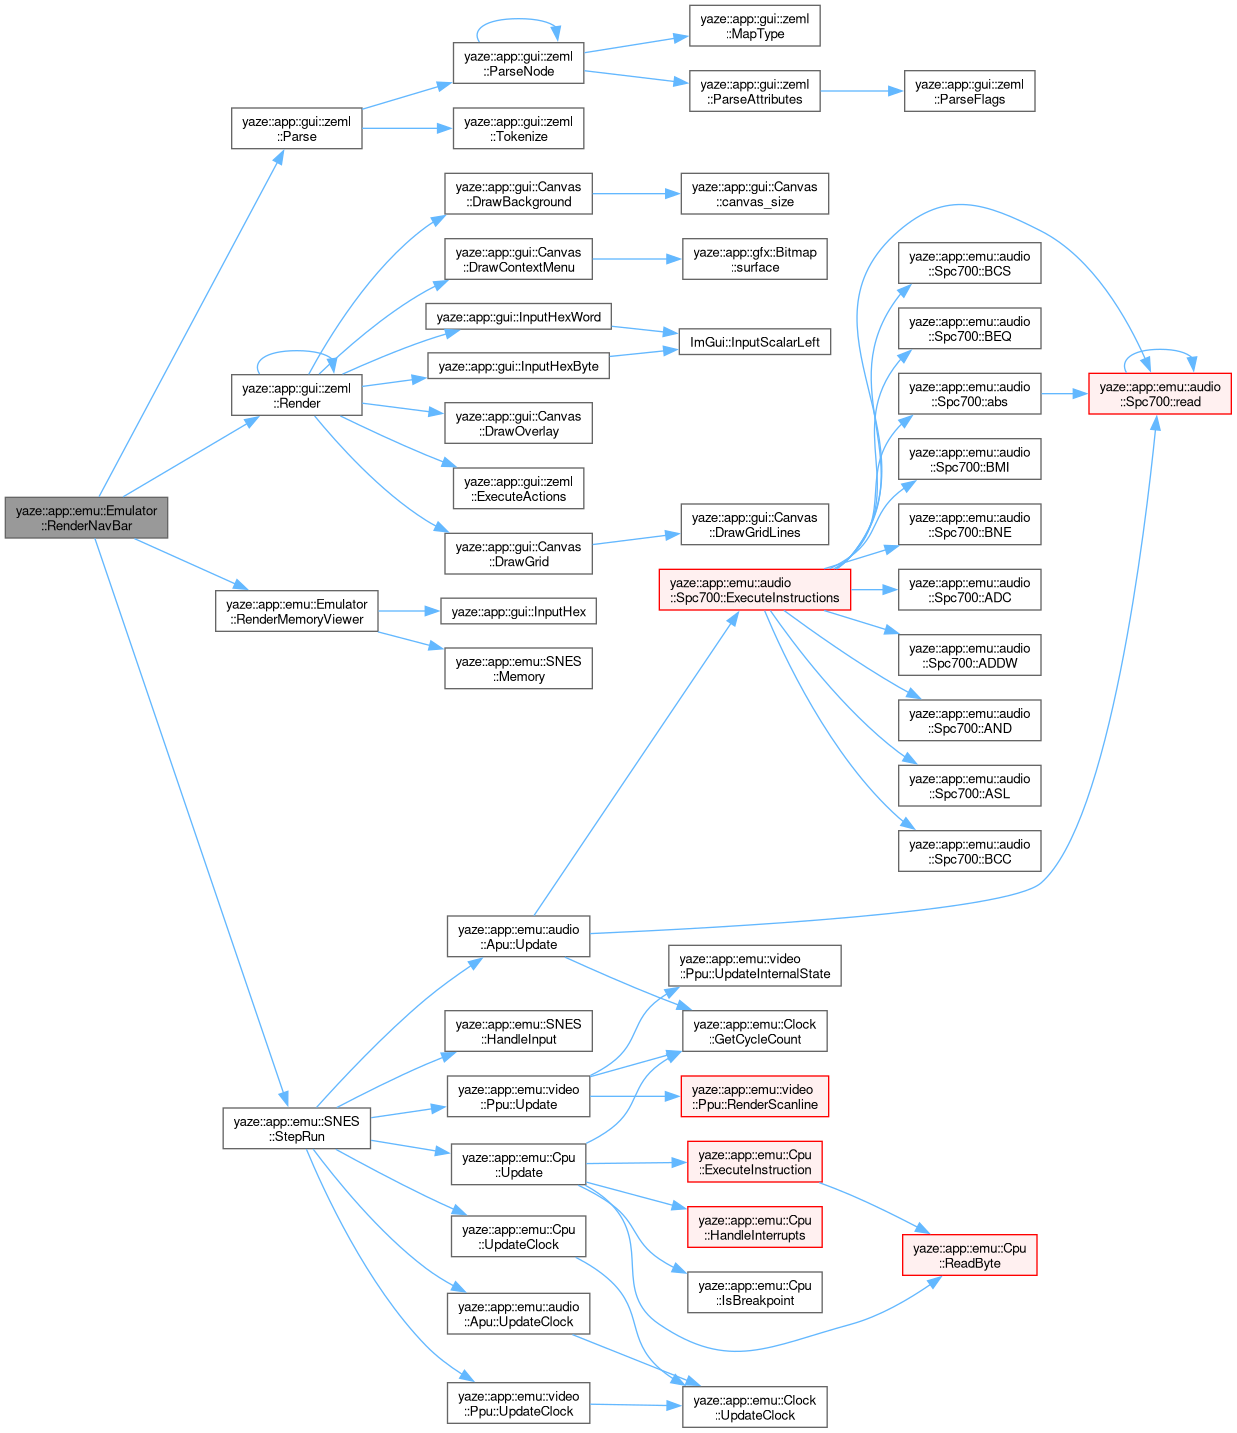 yaze::app::emu::Emulator
::RenderNavBar
yaze::app::gui::zeml
::Parse
yaze::app::gui::zeml
::ParseNode
yaze::app::gui::zeml
::MapType
yaze::app::gui::zeml
::ParseAttributes
yaze::app::gui::zeml
::ParseFlags
yaze::app::gui::zeml
::Tokenize
yaze::app::gui::zeml
::Render
yaze::app::gui::Canvas
::DrawBackground
yaze::app::gui::Canvas
::canvas_size
yaze::app::gui::Canvas
::DrawContextMenu
yaze::app::gfx::Bitmap
::surface
yaze::app::gui::InputHexWord
ImGui::InputScalarLeft
yaze::app::gui::InputHexByte
yaze::app::gui::Canvas
::DrawOverlay
yaze::app::gui::zeml
::ExecuteActions
yaze::app::gui::Canvas
::DrawGrid
yaze::app::gui::Canvas
::DrawGridLines
yaze::app::emu::Emulator
::RenderMemoryViewer
yaze::app::gui::InputHex
yaze::app::emu::SNES
::Memory
yaze::app::emu::SNES
::StepRun
yaze::app::emu::audio
::Apu::Update
yaze::app::emu::audio
::Spc700::ExecuteInstructions
yaze::app::emu::audio
::Spc700::BCS
yaze::app::emu::audio
::Spc700::BEQ
yaze::app::emu::audio
::Spc700::abs
yaze::app::emu::audio
::Spc700::read
yaze::app::emu::audio
::Spc700::BMI
yaze::app::emu::audio
::Spc700::BNE
yaze::app::emu::audio
::Spc700::ADC
yaze::app::emu::audio
::Spc700::ADDW
yaze::app::emu::audio
::Spc700::AND
yaze::app::emu::audio
::Spc700::ASL
yaze::app::emu::audio
::Spc700::BCC
yaze::app::emu::video
::Ppu::UpdateInternalState
yaze::app::emu::Clock
::GetCycleCount
yaze::app::emu::SNES
::HandleInput
yaze::app::emu::video
::Ppu::Update
yaze::app::emu::video
::Ppu::RenderScanline
yaze::app::emu::Cpu
::Update
yaze::app::emu::Cpu
::ExecuteInstruction
yaze::app::emu::Cpu
::HandleInterrupts
yaze::app::emu::Cpu
::ReadByte
yaze::app::emu::Cpu
::IsBreakpoint
yaze::app::emu::Cpu
::UpdateClock
yaze::app::emu::audio
::Apu::UpdateClock
yaze::app::emu::video
::Ppu::UpdateClock
yaze::app::emu::Clock
::UpdateClock